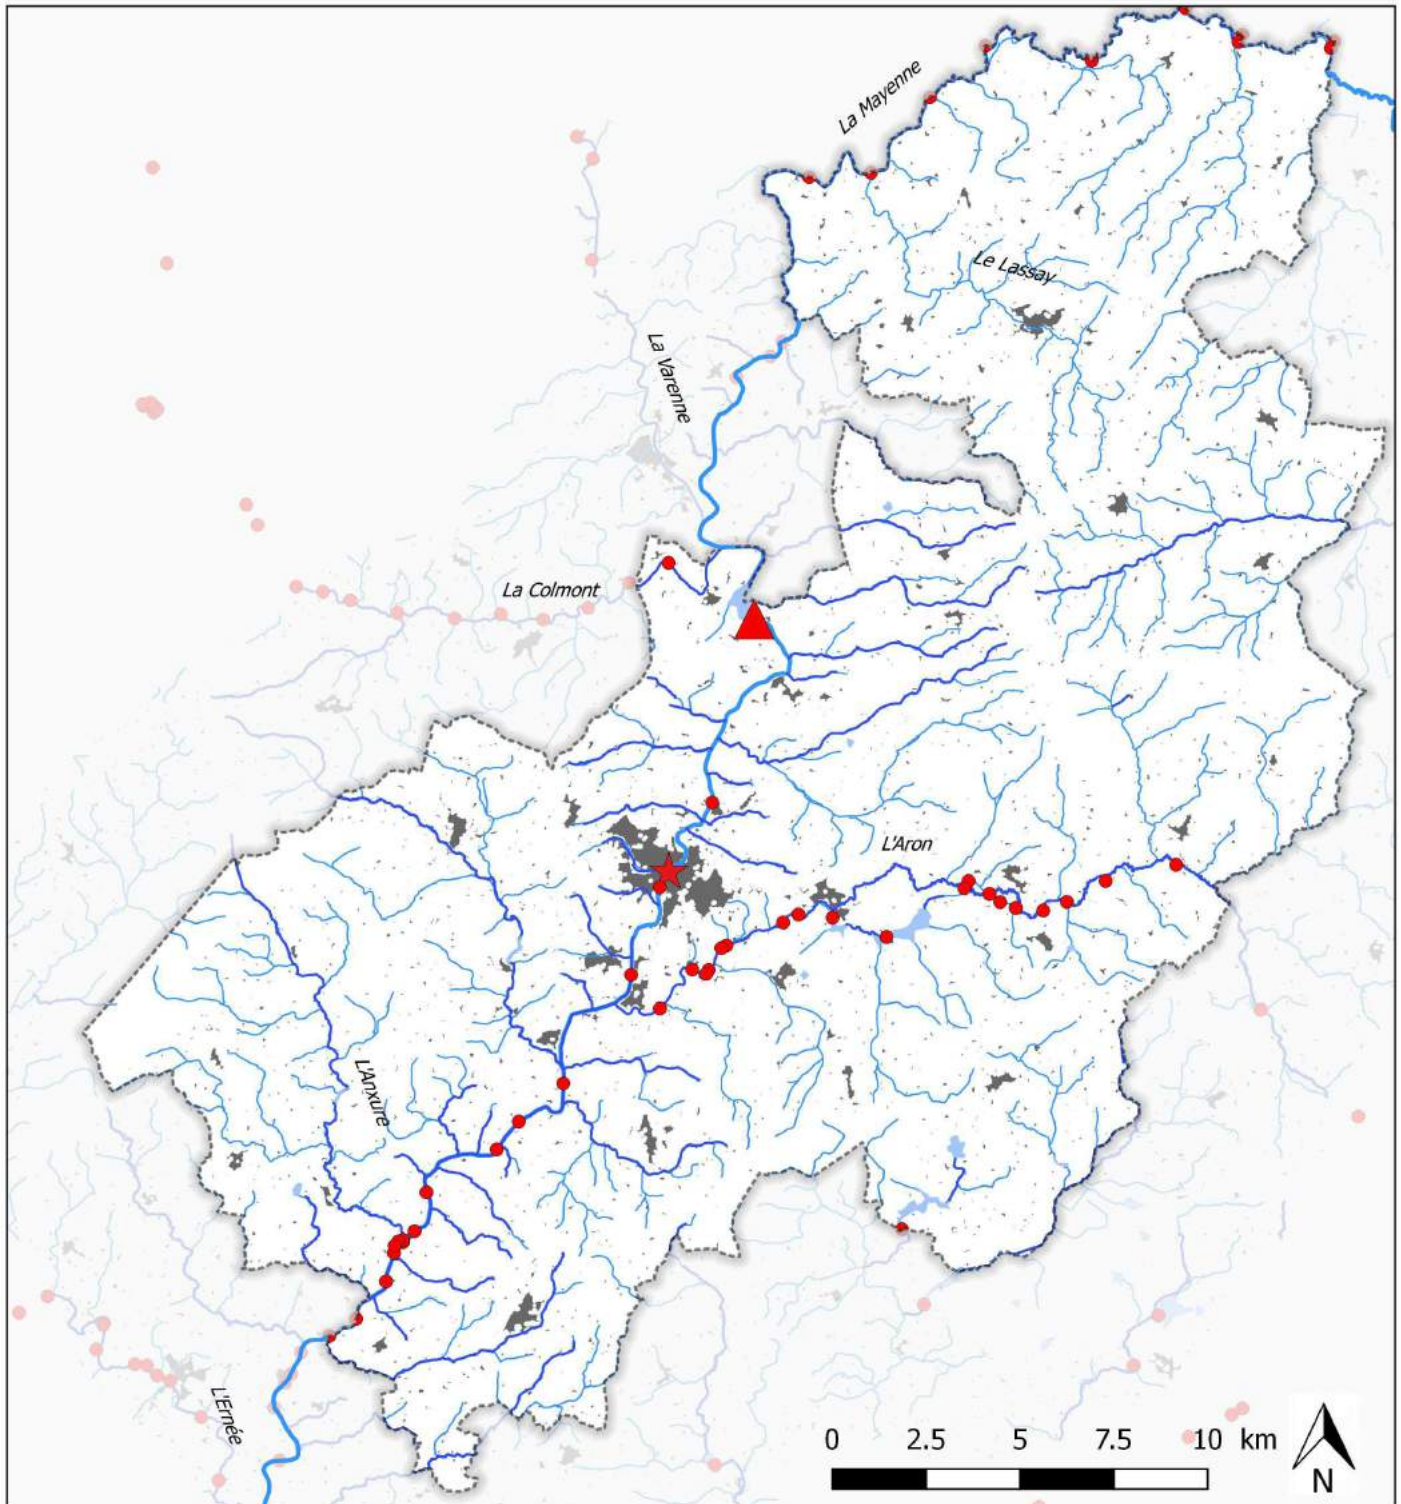 La Mayenne
Le Lassay
La Varenne
La Colmont
L'Aron
L'Anxure
L'Ernée
0 2.5 5 7.5 10 km
N